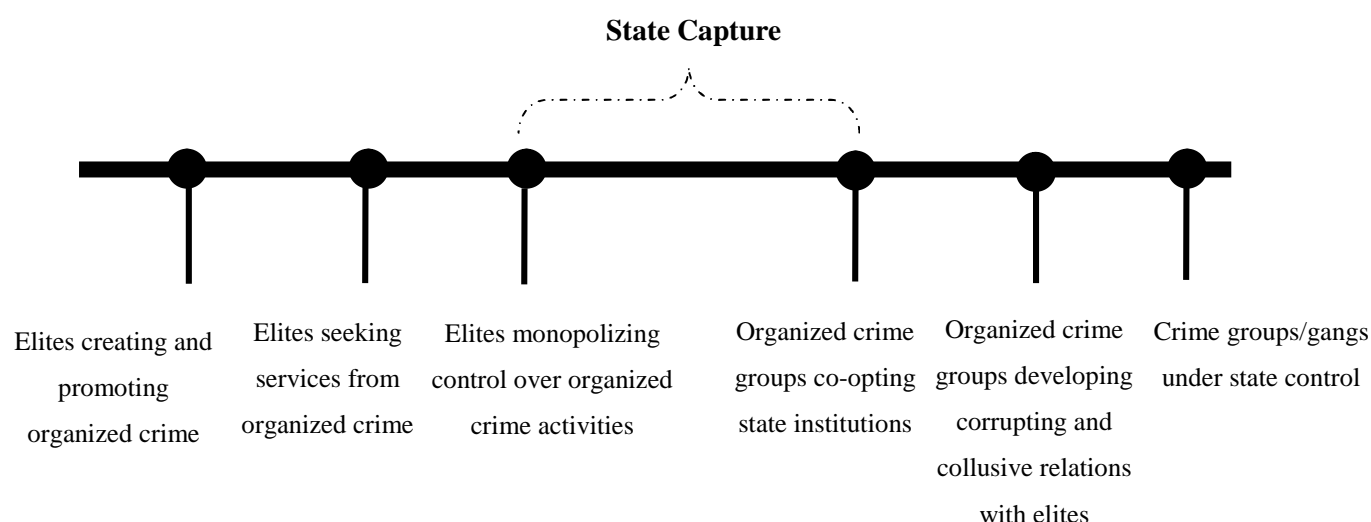 State Capture
Elites creating and
promoting
organized crime
Elites seeking
services from
organized crime
Elites monopolizing
control over organized
crime activities
Organized crime
groups co-opting
state institutions
Organized crime
groups developing
corrupting and
collusive relations
with elites
Crime groups/gangs
under state control